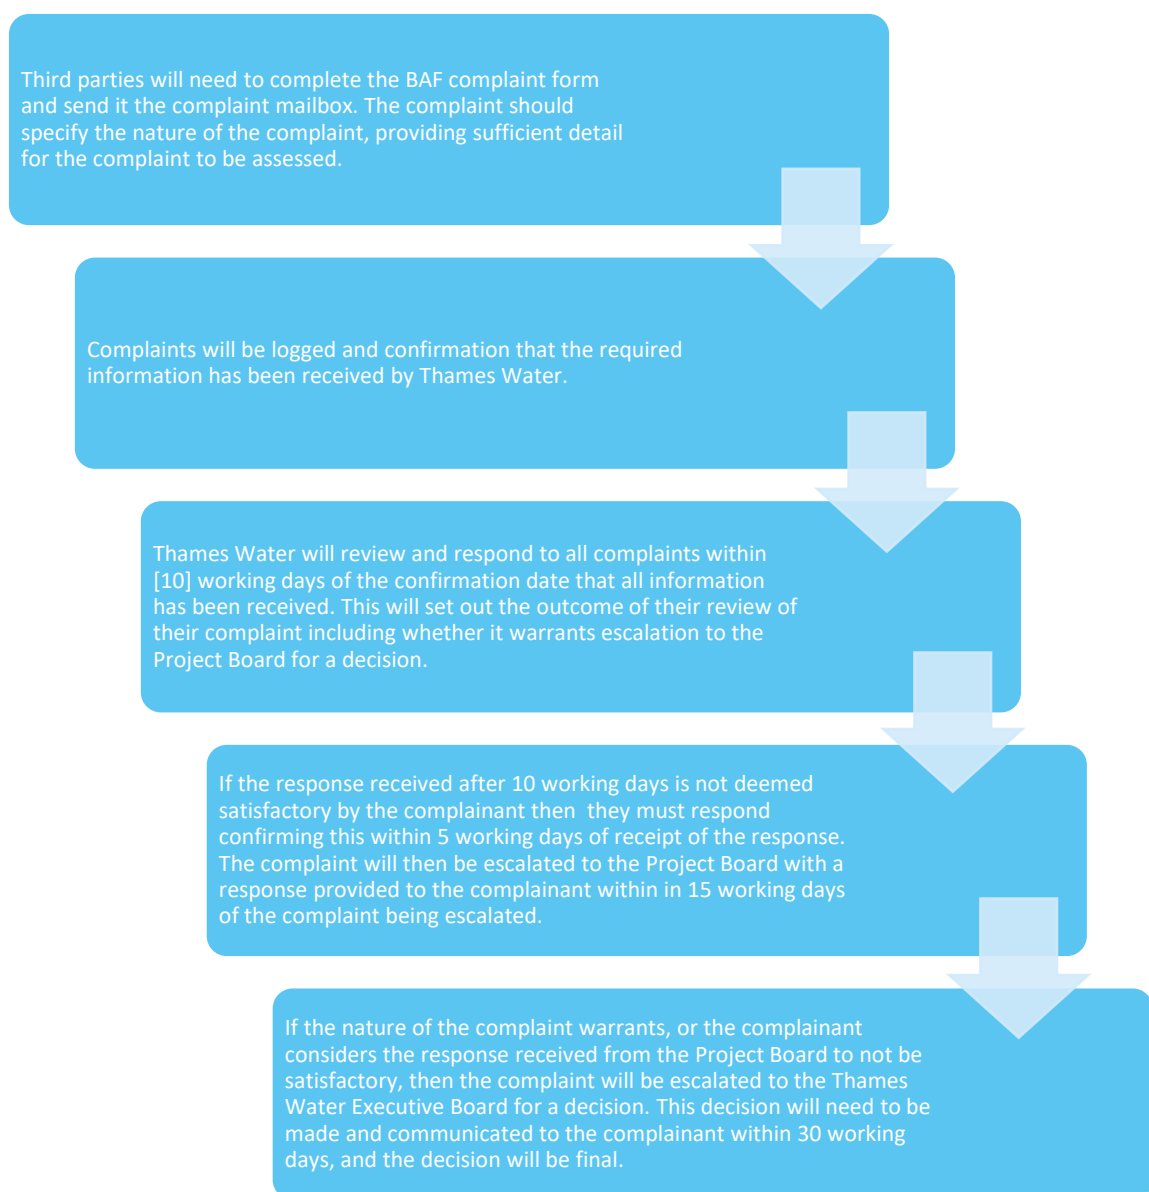 Third parties will need to complete the BAF complaint form
and send it the complaint mailbox. The complaint should
specify the nature of the complaint, providing sufficient detail
for the complaint to be assessed.
Complaints will be logged and confirmation that the required
information has been received by Thames Water.
Thames Water will review and respond to all complaints within
[10] working days of the confirmation date that all information
has been received. This will set out the outcome of their review of
their complaint including whether it warrants escalation to the
Project Board for a decision.
If the response received after 10 working days is not deemed
satisfactory by the complainant then  they must respond
confirming this within 5 working days of receipt of the response.
The complaint will then be escalated to the Project Board with a
response provided to the complainant within in 15 working days
of the complaint being escalated.
If the nature of the complaint warrants, or the complainant
considers the response received from the Project Board to not be
satisfactory, then the complaint will be escalated to the Thames
Water Executive Board for a decision. This decision will need to be
made and communicated to the complainant within 30 working
days, and the decision will be final.